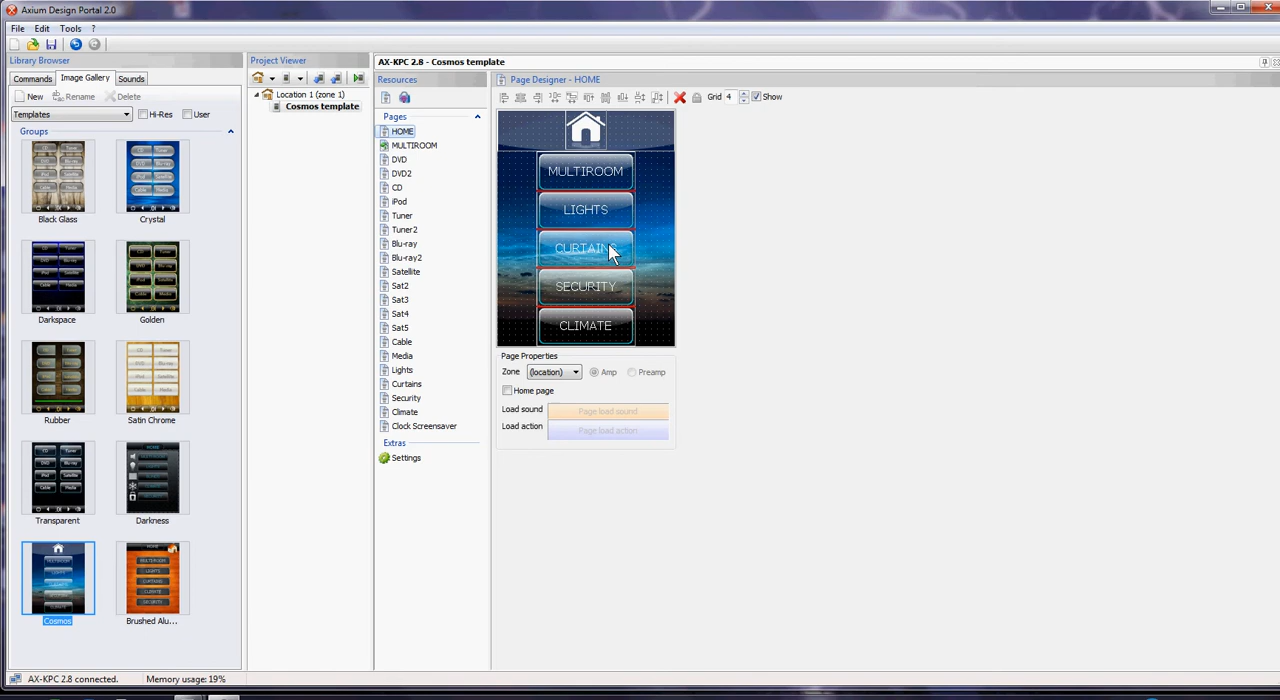 Axium Design Portal 2.0
File Edit Tools ?
Library Browser
Commands Image Gallery Sounds
New Rename Delete
Templates Hi-Res User
Groups
Black Glass Crystal
Darkspace Golden
Rubber Satin Chrome
Transparent Darkness
Cosmos Brushed Alu...
Project Viewer
Location 1 (zone 1)
Cosmos template
AX-KPC 2.8 - Cosmos template
Resources
Pages
HOME
MULTIROOM
DVD
DVD2
CD
iPod
Tuner
Tuner2
Blu-ray
Blu-ray2
Satellite
Sat2
Sat3
Sat4
Sat5
Cable
Media
Lights
Curtains
Security
Climate
Clock Screensaver
Extras
Settings
Page Designer - HOME
Grid 4 Show
MULTIROOM
LIGHTS
CURTAINS
SECURITY
CLIMATE
Page Properties
Zone (location) Amp Preamp
Home page
Load sound Page load sound
Load action Page load action
AX-KPC 2.8 connected. Memory usage: 19%